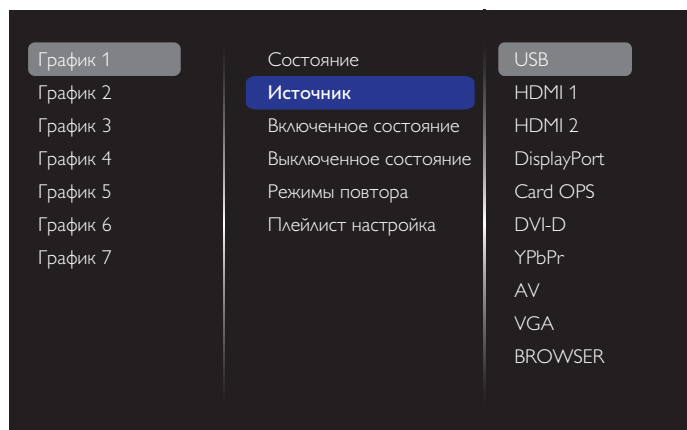 График 1
График 2
График 3
График 4
График 5
График 6
График 7
Состояние
Источник
Включенное состояние
Выключенное состояние
Режимы повтора
Плейлист настройка
USB
HDMI 1
HDMI 2
DisplayPort
Card OPS
DVI-D
YPbPr
AV
VGA
BROWSER